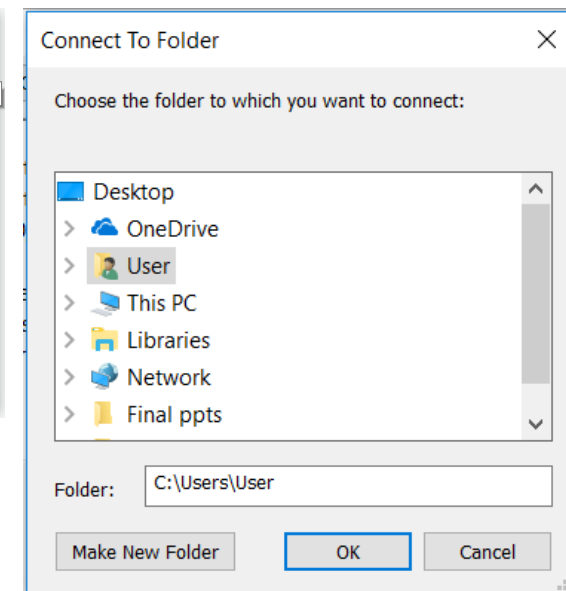 Connect To Folder
Choose the folder to which you want to connect:
Desktop
OneDrive
User
This PC
Libraries
Network
Final ppts
Folder: C:\Users\User
Make New Folder OK Cancel